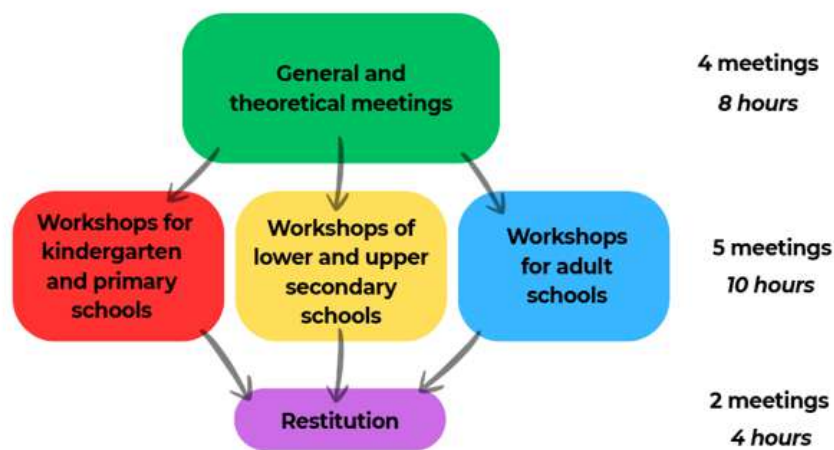 General and
theoretical meetings
4 meetings
8 hours
Workshops for
kindergarten
and primary
schools
Workshops of
lower and upper
secondary
schools
Workshops
for adult
schools
5 meetings
10 hours
Restitution
2 meetings
4 hours